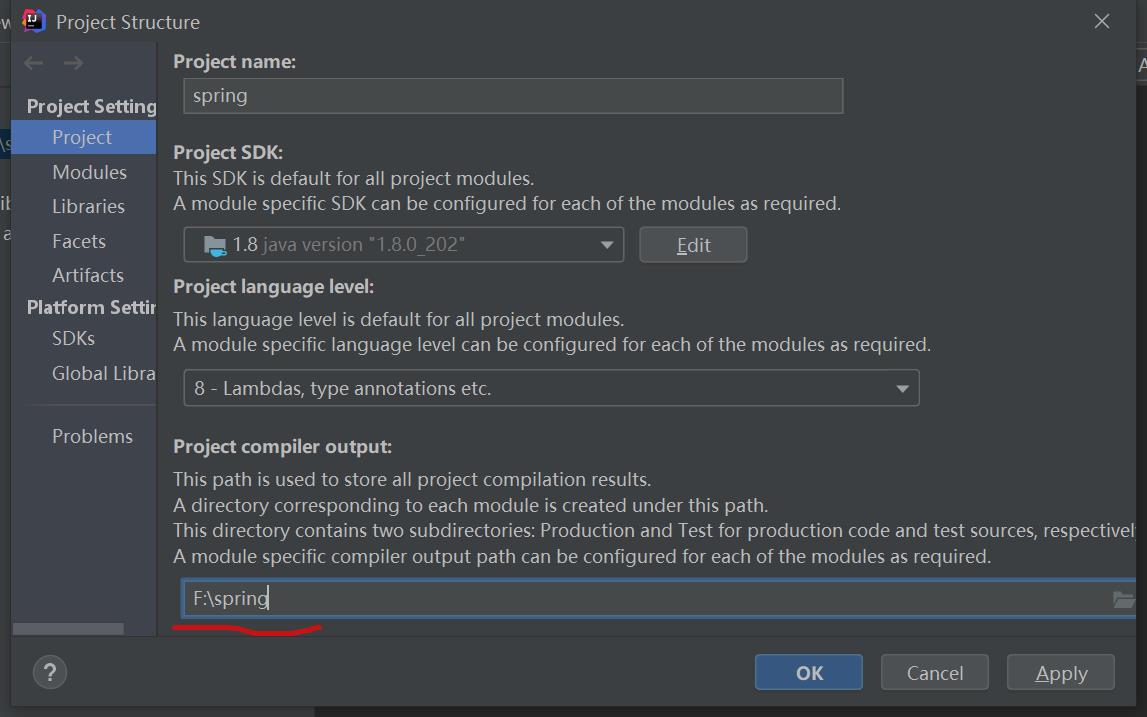 Project Structure
Project name:
spring
Project Setting
Project
Modules
Libraries
Facets
Artifacts
Platform Settin
SDKs
Global Libra
Problems
Project SDK:
This SDK is default for all project modules.
A module specific SDK can be configured for each of the modules as required.
1.8 java version "1.8.0_202"
Edit
Project language level:
This language level is default for all project modules.
A module specific language level can be configured for each of the modules as required.
8 - Lambdas, type annotations etc.
Project compiler output:
This path is used to store all project compilation results.
A directory corresponding to each module is created under this path.
This directory contains two subdirectories: Production and Test for production code and test sources, respectively
A module specific compiler output path can be configured for each of the modules as required.
F:\spring
?
OK
Cancel
Apply